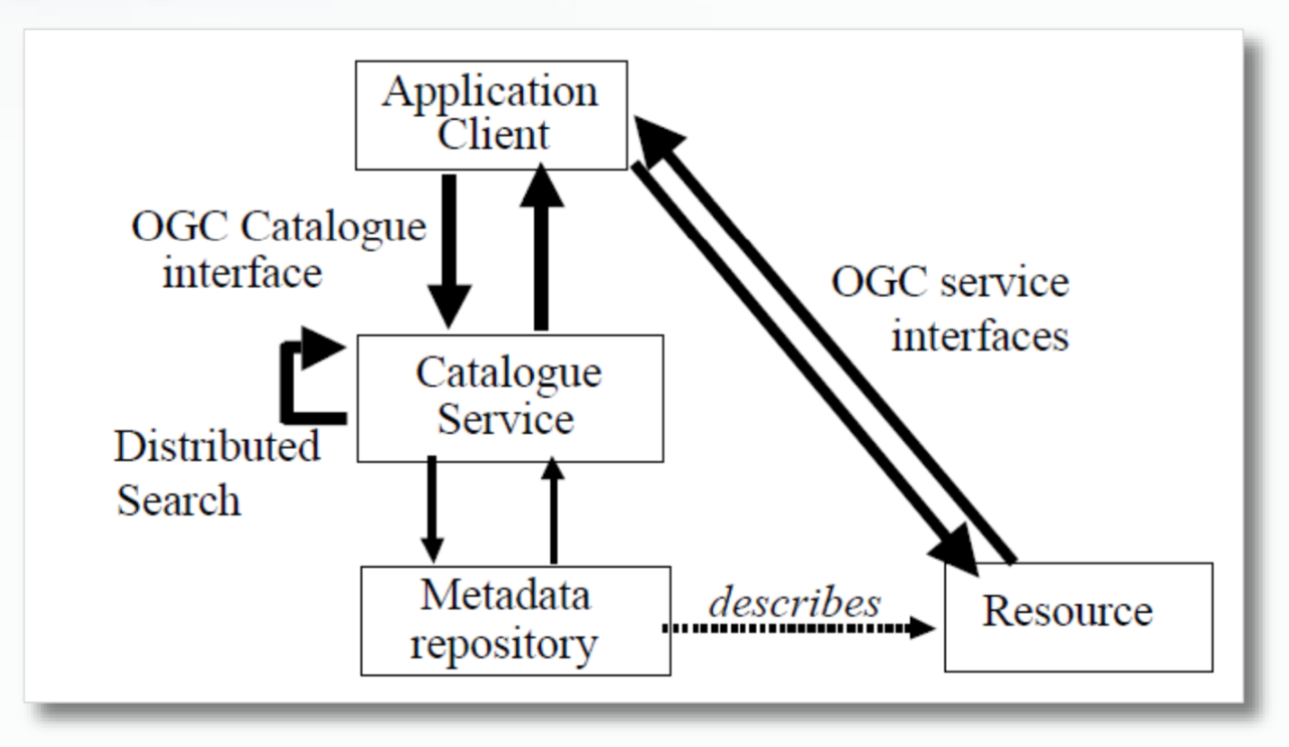 Application
Client
OGC Catalogue
interface
OGC service
interfaces
Catalogue
Service
Distributed
Search
Metadata
repository
describes
Resource